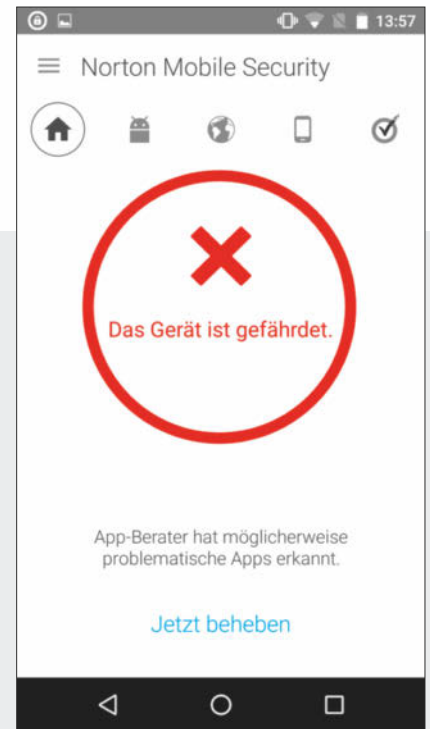 13:57
Norton Mobile Security
Das Gerät ist gefährdet.
App-Berater hat möglicherweise
problematische Apps erkannt.
Jetzt beheben